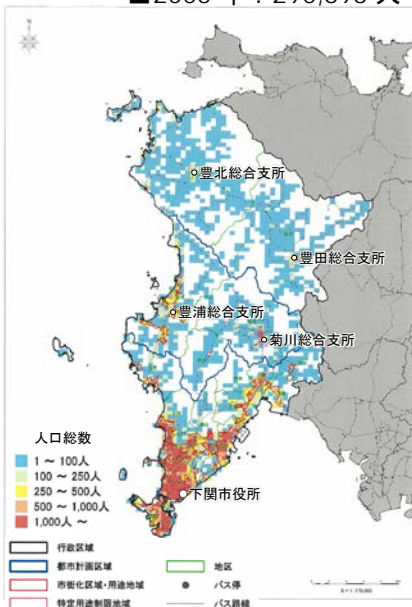 N
豊北総合支所
豊田総合支所
豊浦総合支所
菊川総合支所
下関市役所
人口総数
1 ～ 100人
100 ～ 250人
250 ～ 500人
500 ～ 1,000人
1,000人 ～
行政区域
都市計画区域
市街化区域・用途地域
特定用途制限地域
地区
バス停
バス路線